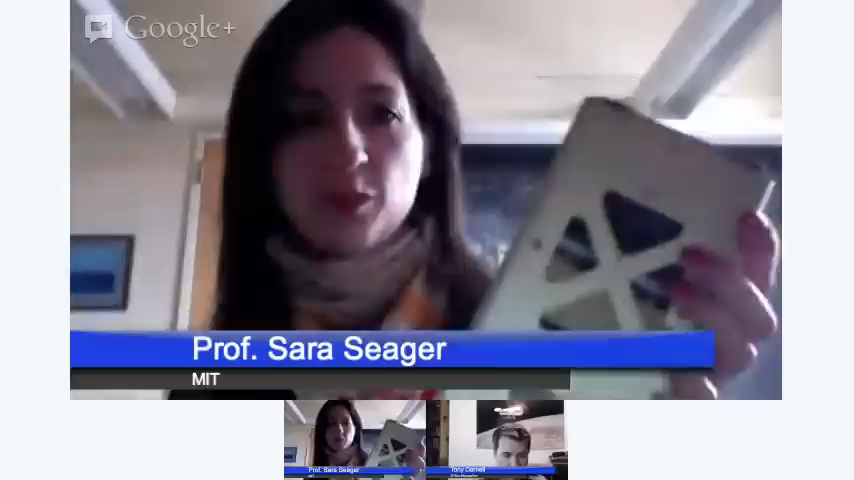 Google+
Prof. Sara Seager
MIT
Prof. Sara Seager
Tony Darnell